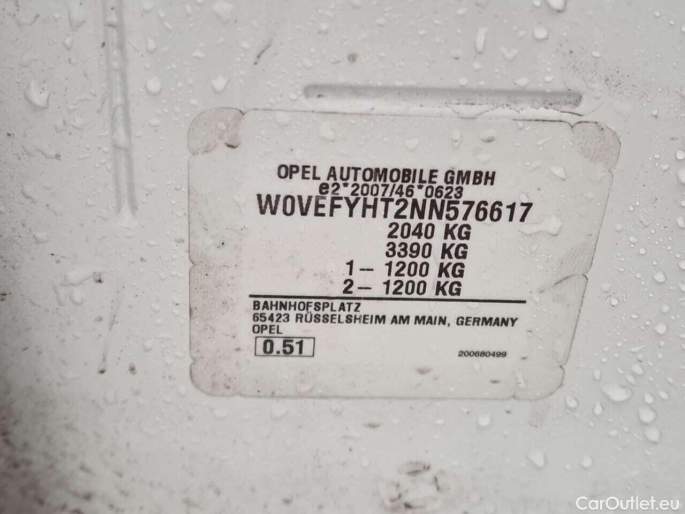 OPEL AUTOMOBILE GMBH
e2*2007/46*0623
W0VEFYHT2NN576617
2040 KG
3390 KG
1- 1200 KG
2- 1200 KG
BAHNHOFSPLATZ
65423 RÜSSELSHEIM AM MAIN, GERMANY
OPEL
0.51
200680499
CarOutlet.eu